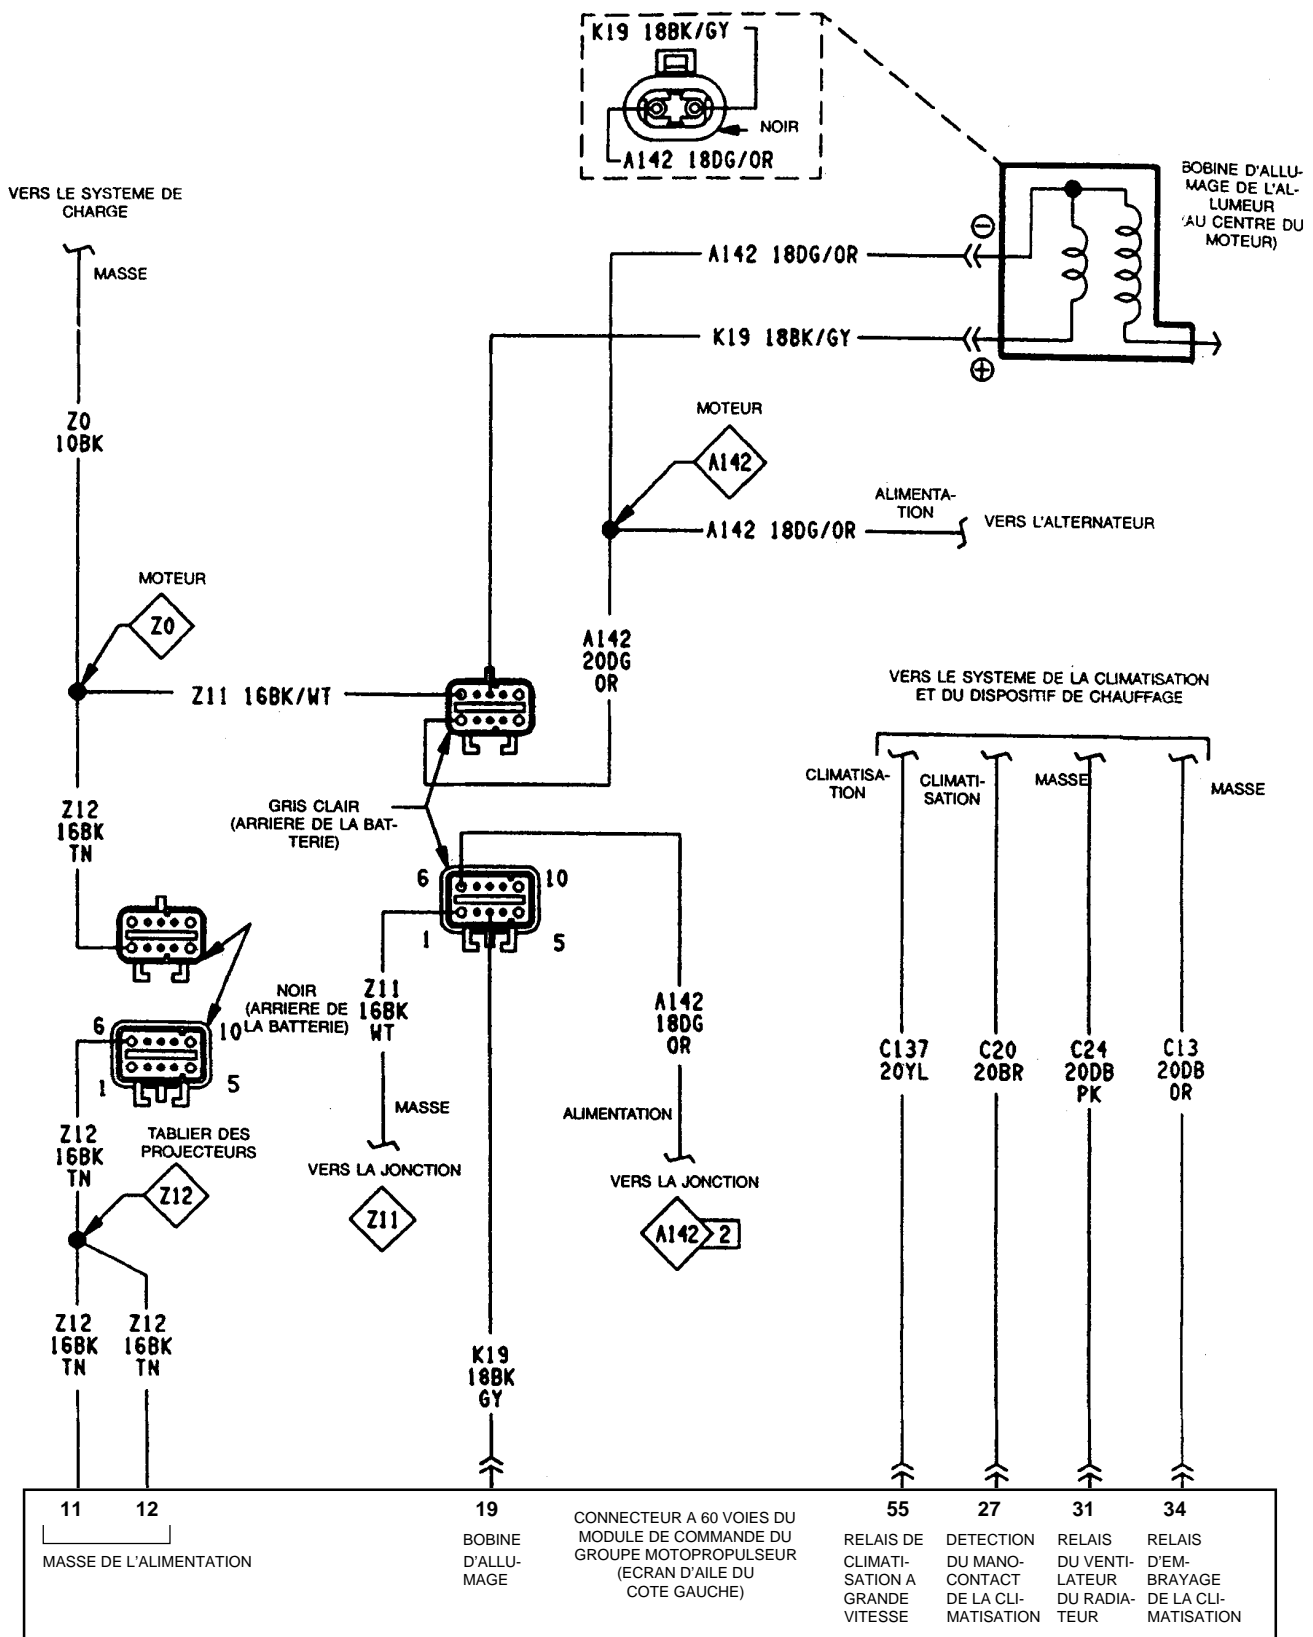 K19 18BK/GY
NOIR
A142 18DG/OR
BOBINE D'ALLU-
MAGE DE L'AL-
LUMEUR
(AU CENTRE DU
MOTEUR)
VERS LE SYSTEME DE
CHARGE
MASSE
A142 18DG/OR
K19 18BK/GY
Z0
10BK
MOTEUR
A142
ALIMENTA-
TION
A142 18DG/OR
VERS L'ALTERNATEUR
MOTEUR
Z0
A142
20DG
OR
Z11 16BK/WT
VERS LE SYSTEME DE LA CLIMATISATION
ET DU DISPOSITIF DE CHAUFFAGE
CLIMATISA-
TION
CLIMATI-
SATION
MASSE
MASSE
Z12
16BK
TN
GRIS CLAIR
(ARRIERE DE LA BAT-
TERIE)
6
10
1
5
NOIR
(ARRIERE DE
LA BATTERIE)
6
10
1
5
Z11
16BK
WT
A142
18DG
OR
C137
20YL
C20
20BR
C24
20DB
PK
C13
20DB
OR
MASSE
ALIMENTATION
Z12
16BK
TN
TABLIER DES
PROJECTEURS
Z12
VERS LA JONCTION
Z11
VERS LA JONCTION
A142 2
Z12
16BK
TN
Z12
16BK
TN
K19
18BK
GY
11
12
MASSE DE L'ALIMENTATION
19
BOBINE
D'ALLU-
MAGE
CONNECTEUR A 60 VOIES DU
MODULE DE COMMANDE DU
GROUPE MOTOPROPULSEUR
(ECRAN D'AILE DU
COTE GAUCHE)
55
RELAIS DE
CLIMATI-
SATION A
GRANDE
VITESSE
27
DETECTION
DU MANO-
CONTACT
DE LA CLI-
MATISATION
31
RELAIS
DU VENTI-
LATEUR
DU RADIA-
TEUR
34
RELAIS
D'EM-
BRAYAGE
DE LA CLI-
MATISATION